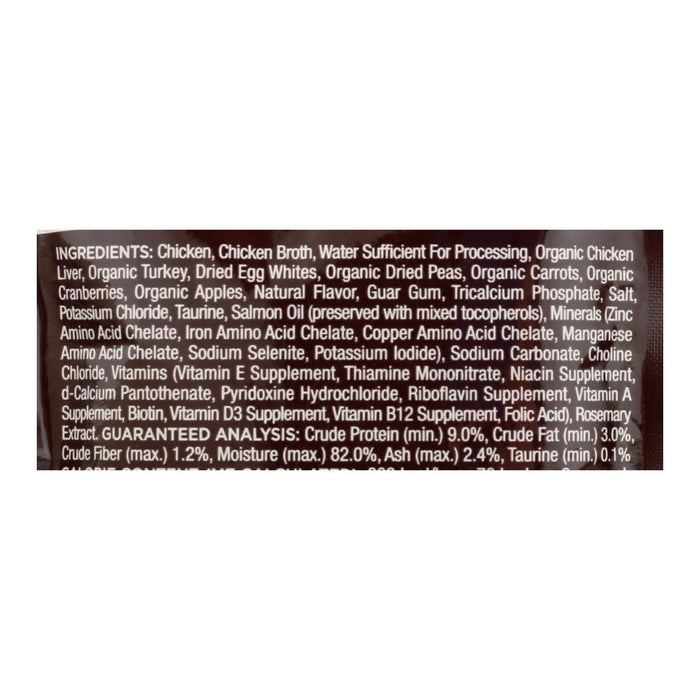 INGREDIENTS: Chicken, Chicken Broth, Water Sufficient For Processing, Organic Chicken
Liver, Organic Turkey, Dried Egg Whites, Organic Dried Peas, Organic Carrots, Organic
Cranberries, Organic Apples, Natural Flavor, Guar Gum, Tricalcium Phosphate, Salt,
Potassium Chloride, Taurine, Salmon Oil (preserved with mixed tocopherols), Minerals (Zinc
Amino Acid Chelate, Iron Amino Acid Chelate, Copper Amino Acid Chelate, Manganese
Amino Acid Chelate, Sodium Selenite, Potassium Iodide), Sodium Carbonate, Choline
Chloride, Vitamins (Vitamin E Supplement, Thiamine Mononitrate, Niacin Supplement,
d-Calcium Pantothenate, Pyridoxine Hydrochloride, Riboflavin Supplement, Vitamin A
Supplement, Biotin, Vitamin D3 Supplement, Vitamin B12 Supplement, Folic Acid), Rosemary
Extract. GUARANTEED ANALYSIS: Crude Protein (min.) 9.0%, Crude Fat (min.) 3.0%,
Crude Fiber (max.) 1.2%, Moisture (max.) 82.0%, Ash (max.) 2.4%, Taurine (min.) 0.1%
CALORIE CONTENT (ME CALCULATED):